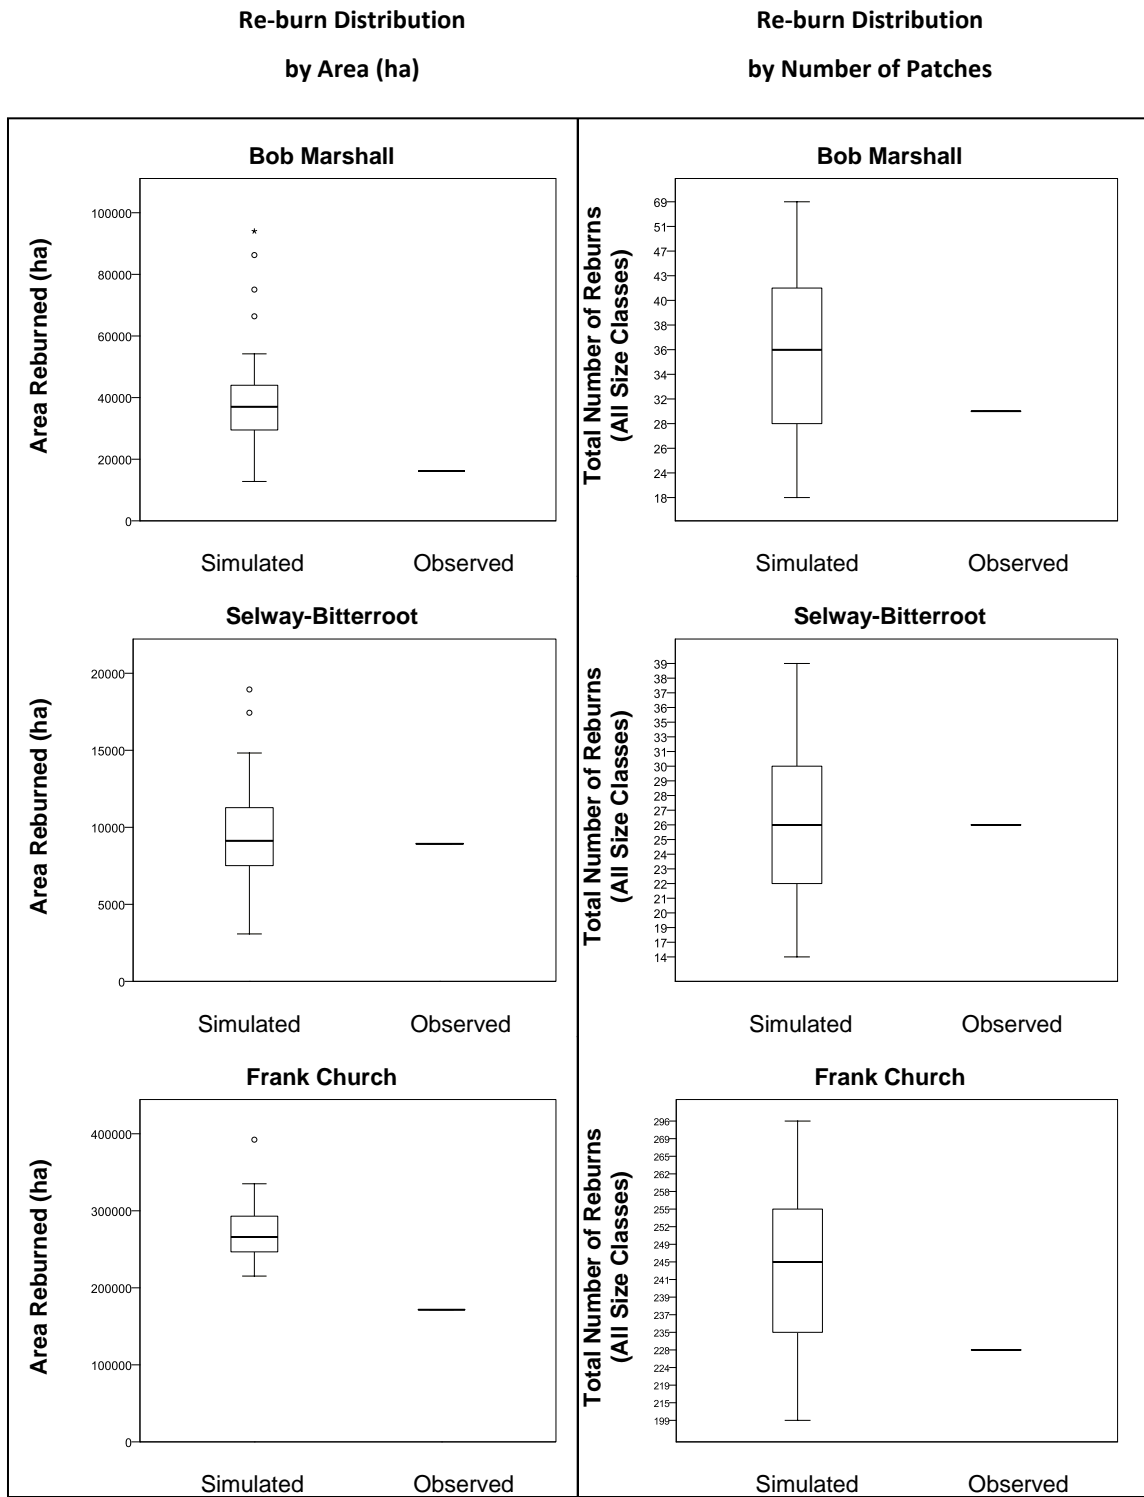 Re-burn Distribution
by Area (ha)
Re-burn Distribution
by Number of Patches
Bob Marshall
Area Reburned (ha)
100000
80000
60000
40000
20000
0
Simulated Observed
Bob Marshall
Total Number of Reburns
(All Size Classes)
69
51
47
43
40
38
36
34
32
28
26
24
18
Simulated Observed
Selway-Bitterroot
Area Reburned (ha)
20000
15000
10000
5000
0
Simulated Observed
Selway-Bitterroot
Total Number of Reburns
(All Size Classes)
39
38
37
36
35
33
31
30
29
28
27
26
25
24
23
22
21
20
19
17
14
Simulated Observed
Frank Church
Area Reburned (ha)
400000
300000
200000
100000
0
Simulated Observed
Frank Church
Total Number of Reburns
(All Size Classes)
296
269
265
262
258
255
252
249
245
241
239
237
235
228
224
219
215
199
Simulated Observed